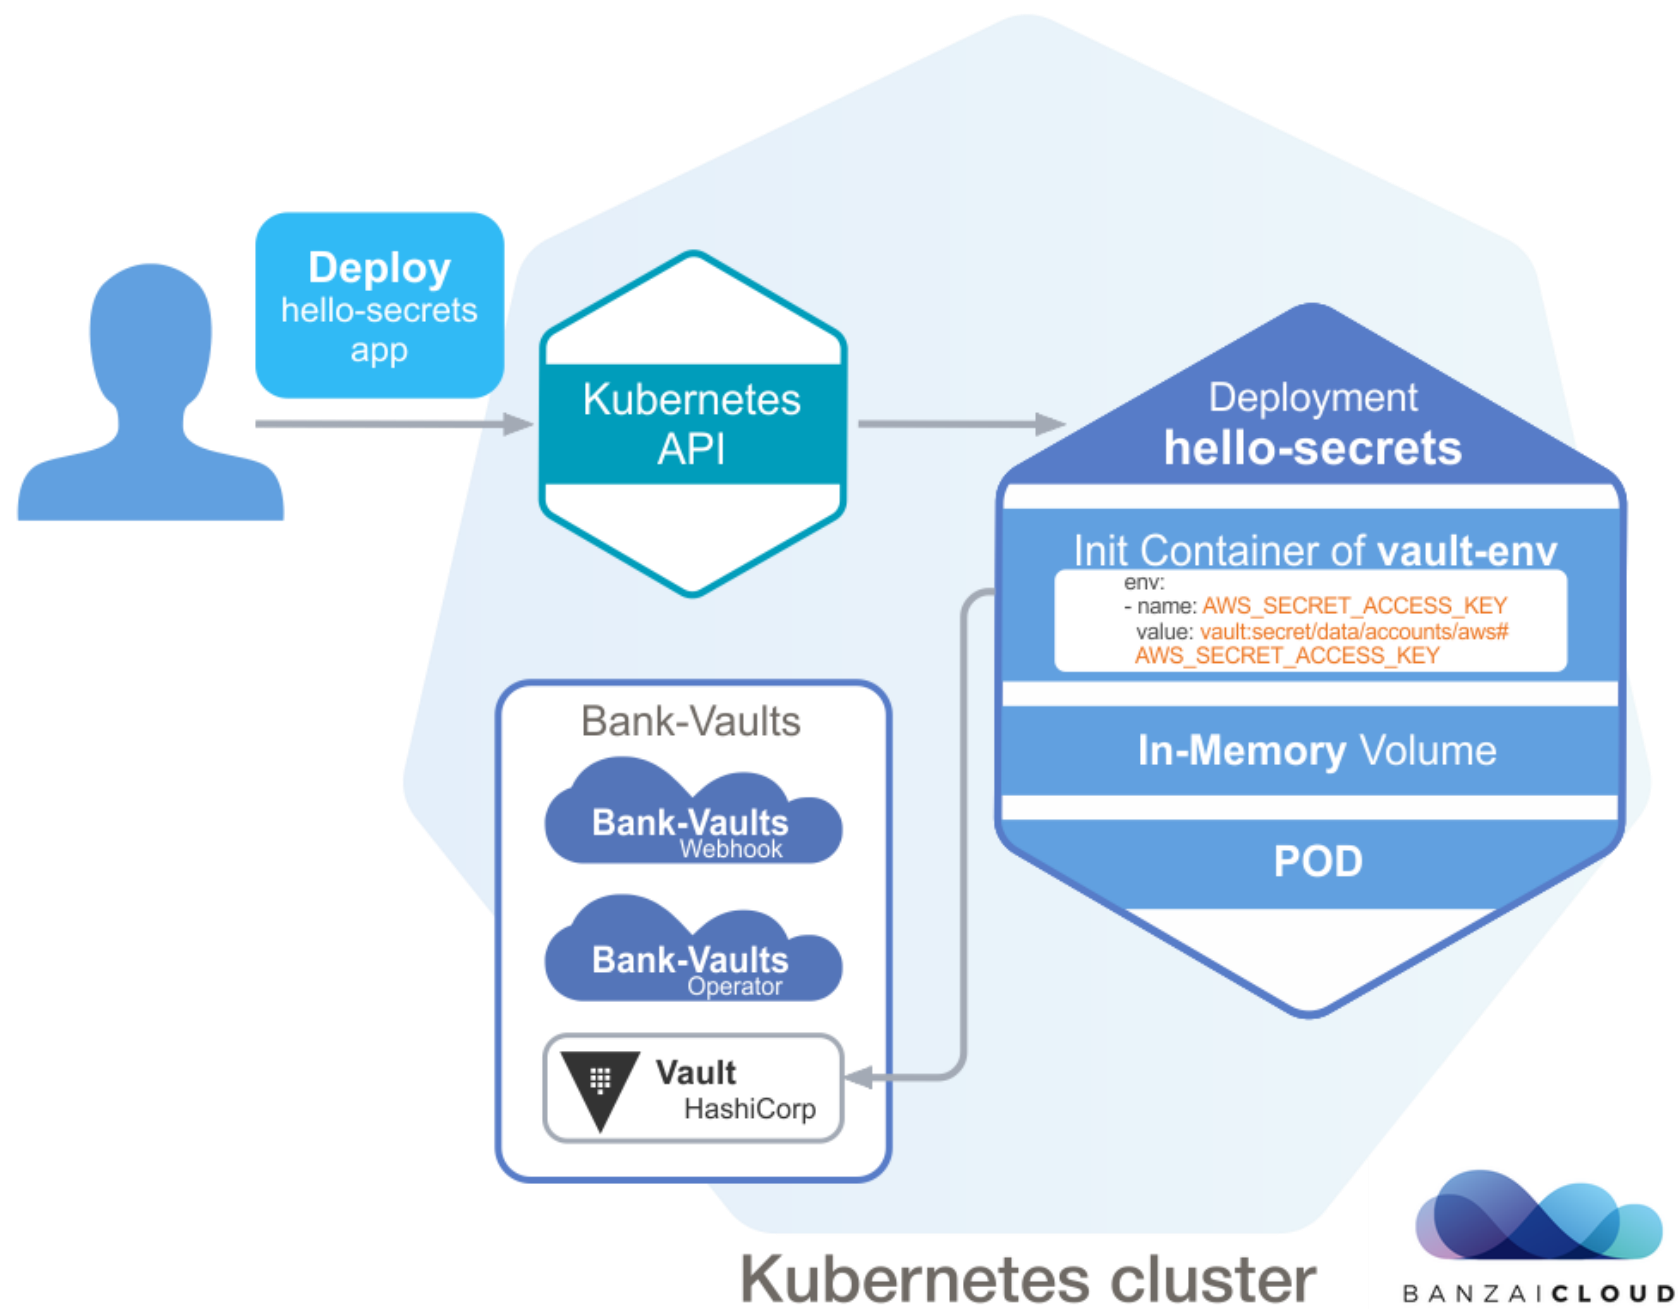 Deploy
hello-secrets
app
Kubernetes
API
Deployment
hello-secrets
Init Container of vault-env
env:
- name: AWS_SECRET_ACCESS_KEY
value: vault:secret/data/accounts/aws#
AWS_SECRET_ACCESS_KEY
In-Memory Volume
POD
Bank-Vaults
Bank-Vaults
Webhook
Bank-Vaults
Operator
Vault
HashiCorp
Kubernetes cluster
BANZAICLOUD